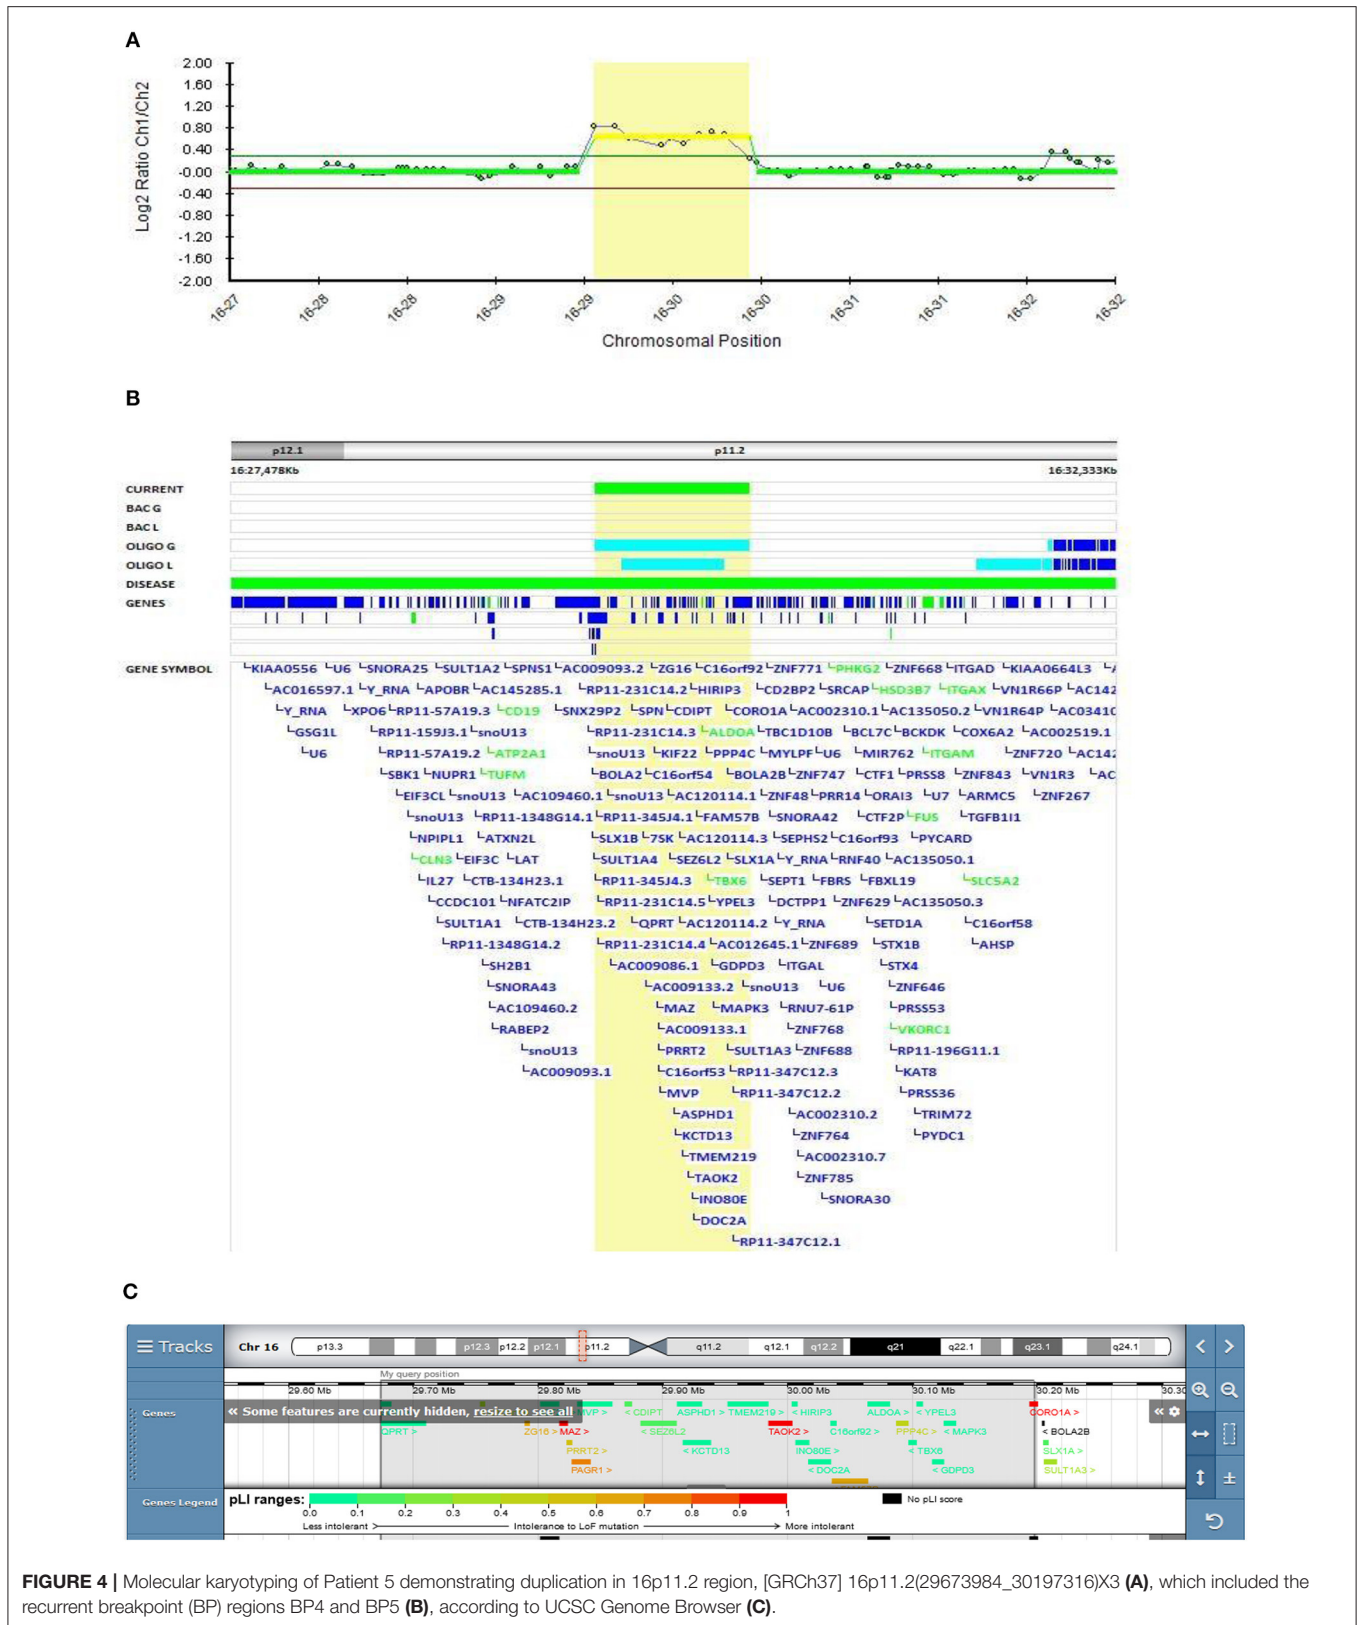 A
2.00
1.60
1.20
0.80
0.40
-0.00
-0.40
-0.80
-1.20
-1.60
-2.00
Log2 Ratio Ch1/Ch2
16-27 16-28 16-28 16-29 16-29 16-30 16-30 16-31 16-31 16-32 16-32
Chromosomal Position
B
p12.1 p11.2
16:27,478Kb 16:32,333Kb
CURRENT
BAC G
BAC L
OLIGO G
OLIGO L
DISEASE
GENES
GENE SYMBOL KIAA0556 U6 SNORA25 SULT1A2 SPNS1 AC009093.2 ZG16 C16orf92 ZNF771 PHKG2 ZNF668 ITGAD KIAA0664L3
AC016597.1 Y_RNA APOBR AC145285.1 RP11-231C14.2 HIRIP3 CD2BP2 SRCAP HSD3B7 ITGAX VN1R66P AC142
Y_RNA XPO6 RP11-57A19.3 CD19 SNX29P2 SPN CDIPT CORO1A AC002310.1 AC135050.2 VN1R64P AC0341
GSG1L RP11-159J3.1 snoU13 RP11-231C14.3 ALDOA TBC1D10B BCL7C BCKDK COX6A2 AC002519.1
U6 RP11-57A19.2 ATP2A1 snoU13 KIF22 PPP4C MYLPF U6 MIR762 ITGAM ZNF720 AC142
SBK1 NUPR1 TUFM BOLA2 C16orf54 BOLA2B ZNF747 CTF1 PRSS8 ZNF843 VN1R3 AC
EIF3CL snoU13 AC109460.1 snoU13 AC120114.1 ZNF48 PRR14 ORAI3 U7 ARMC5 ZNF267
snoU13 RP11-1348G14.1 RP11-345J4.1 FAM57B SNORA42 CTF2P FUS TGFB1I1
NPIPL1 ATXN2L SLX1B 7SK AC120114.3 SEPHS2 C16orf93 PYCARD
CLN3 EIF3C LAT SULT1A4 SEZ6L2 SLX1A Y_RNA RNF40 AC135050.1
IL27 CTB-134H23.1 RP11-345J4.3 TBX6 SEPT1 FBRS FBXL19 SLC5A2
CCDC101 NFATC2IP RP11-231C14.5 YPEL3 DCTPP1 ZNF629 AC135050.3
SULT1A1 CTB-134H23.2 QPRT AC120114.2 Y_RNA SETD1A C16orf58
RP11-1348G14.2 RP11-231C14.4 AC012645.1 ZNF689 STX1B AHSP
SH2B1 AC009086.1 GDPD3 ITGAL STX4
SNORA43 AC009133.2 snoU13 U6 ZNF646
AC109460.2 MAZ MAPK3 RNU7-61P PRSS53
RABEP2 AC009133.1 ZNF768 VKORC1
snoU13 PRRT2 SULT1A3 ZNF688 RP11-196G11.1
AC009093.1 C16orf53 RP11-347C12.3 KAT8
MVP RP11-347C12.2 PRSS36
ASPHD1 AC002310.2 TRIM72
KCTD13 ZNF764 PYDC1
TMEM219 AC002310.7
TAOK2 ZNF785
INO80E SNORA30
DOC2A
RP11-347C12.1
C
Tracks Chr 16 p13.3 p12.3 p12.2 p12.1 p11.2 q11.2 q12.1 q12.2 q21 q22.1 q23.1 q24.1
My query position
29.60 Mb 29.70 Mb 29.80 Mb 29.90 Mb 30.00 Mb 30.10 Mb 30.20 Mb 30.30
Genes « Some features are currently hidden, resize to see all MVP > < CDIPT ASPHD1 > TMEM219 > < HIRIP3 ALDOA > < YPEL3 CORO1A >
QPRT > ZG16 > MAZ > < SEZ6L2 TAOK2 > C16orf92 > PPP4C > < MAPK3 < BOLA2B
PRRT2 > < KCTD13 INO80E > < TBX6 SLX1A >
PAGR1 > < DOC2A < GDPD3 SULT1A3 >
Genes Legend pLI ranges: No pLI score
0.0 0.1 0.2 0.3 0.4 0.5 0.6 0.7 0.8 0.9 1
Less intolerant Intolerance to LoF mutation More intolerant
FIGURE 4 | Molecular karyotyping of Patient 5 demonstrating duplication in 16p11.2 region, [GRCh37] 16p11.2(29673984_30197316)X3 (A), which included the
recurrent breakpoint (BP) regions BP4 and BP5 (B), according to UCSC Genome Browser (C).